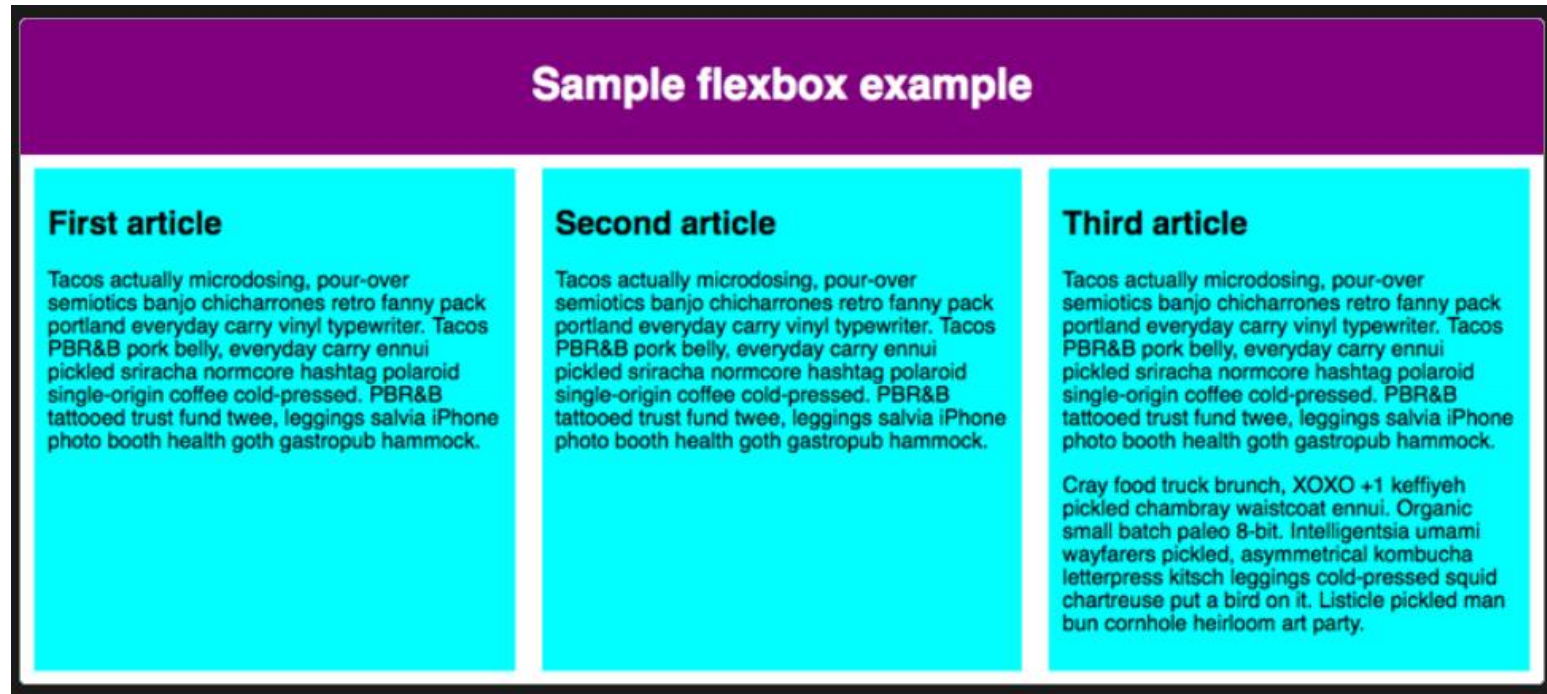 Sample flexbox example
First article
Tacos actually microdosing, pour-over
semiotics banjo chicharrones retro fanny pack
portland everyday carry vinyl typewriter. Tacos
PBR&B pork belly, everyday carry ennui
pickled sriracha normcore hashtag polaroid
single-origin coffee cold-pressed. PBR&B
tattooed trust fund twee, leggings salvia iPhone
photo booth health goth gastropub hammock.
Second article
Tacos actually microdosing, pour-over
semiotics banjo chicharrones retro fanny pack
portland everyday carry vinyl typewriter. Tacos
PBR&B pork belly, everyday carry ennui
pickled sriracha normcore hashtag polaroid
single-origin coffee cold-pressed. PBR&B
tattooed trust fund twee, leggings salvia iPhone
photo booth health goth gastropub hammock.
Third article
Tacos actually microdosing, pour-over
semiotics banjo chicharrones retro fanny pack
portland everyday carry vinyl typewriter. Tacos
PBR&B pork belly, everyday carry ennui
pickled sriracha normcore hashtag polaroid
single-origin coffee cold-pressed. PBR&B
tattooed trust fund twee, leggings salvia iPhone
photo booth health goth gastropub hammock.
Cray food truck brunch, XOXO +1 keffiyeh
pickled chambray waistcoat ennui. Organic
small batch paleo 8-bit. Intelligentsia umami
wayfarers pickled, asymmetrical kombucha
letterpress kitsch leggings cold-pressed squid
chartreuse put a bird on it. Listicle pickled man
bun cornhole heirloom art party.